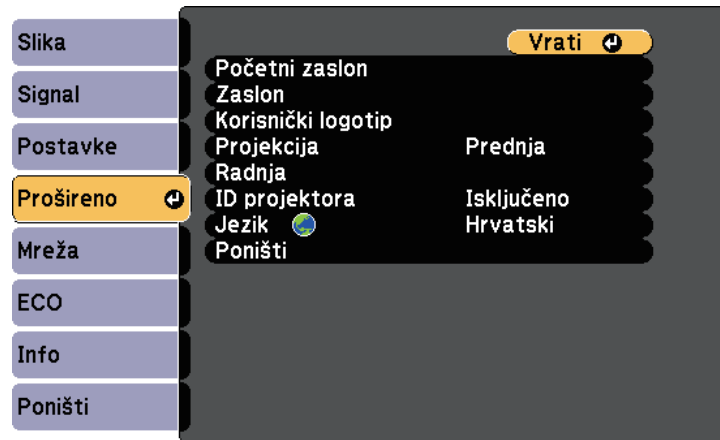 Slika
Signal
Postavke
Prošireno
Mreža
ECO
Info
Poništi
Vrati
Početni zaslon
Zaslon
Korisnički logotip
Projekcija Prednja
Radnja
ID projektora Isključeno
Jezik Hrvatski
Poništi